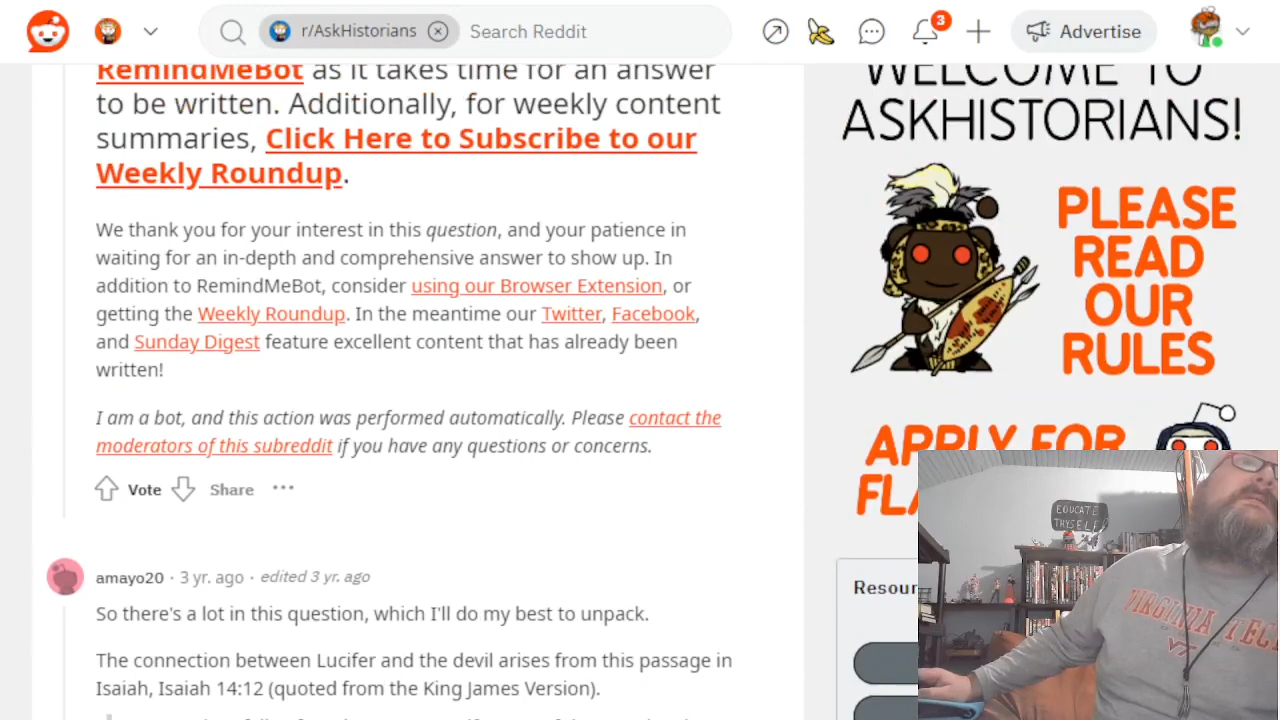 r/AskHistorians
Search Reddit
3
Advertise
RemindMeBot as it takes time for an answer
to be written. Additionally, for weekly content
summaries, Click Here to Subscribe to our
Weekly Roundup.
We thank you for your interest in this question, and your patience in
waiting for an in-depth and comprehensive answer to show up. In
addition to RemindMeBot, consider using our Browser Extension, or
getting the Weekly Roundup. In the meantime our Twitter, Facebook,
and Sunday Digest feature excellent content that has already been
written!
I am a bot, and this action was performed automatically. Please contact the
moderators of this subreddit if you have any questions or concerns.
Vote
Share
amayo20 · 3 yr. ago · edited 3 yr. ago
So there's a lot in this question, which I'll do my best to unpack.
The connection between Lucifer and the devil arises from this passage in
Isaiah, Isaiah 14:12 (quoted from the King James Version).
WELCOME TO
ASKHISTORIANS!
PLEASE
READ
OUR
RULES
APPLY FOR
FLA
Resour
EDUCATE
THYSELF
VIRGINIA TEC
VT